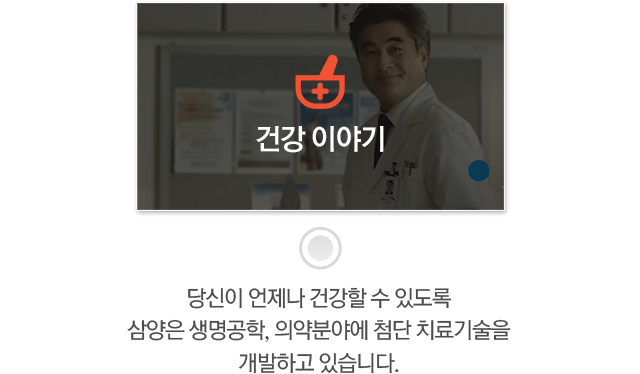 건강 이야기
당신이 언제나 건강할 수 있도록
삼양은 생명공학, 의약분야에 첨단 치료기술을
개발하고 있습니다.